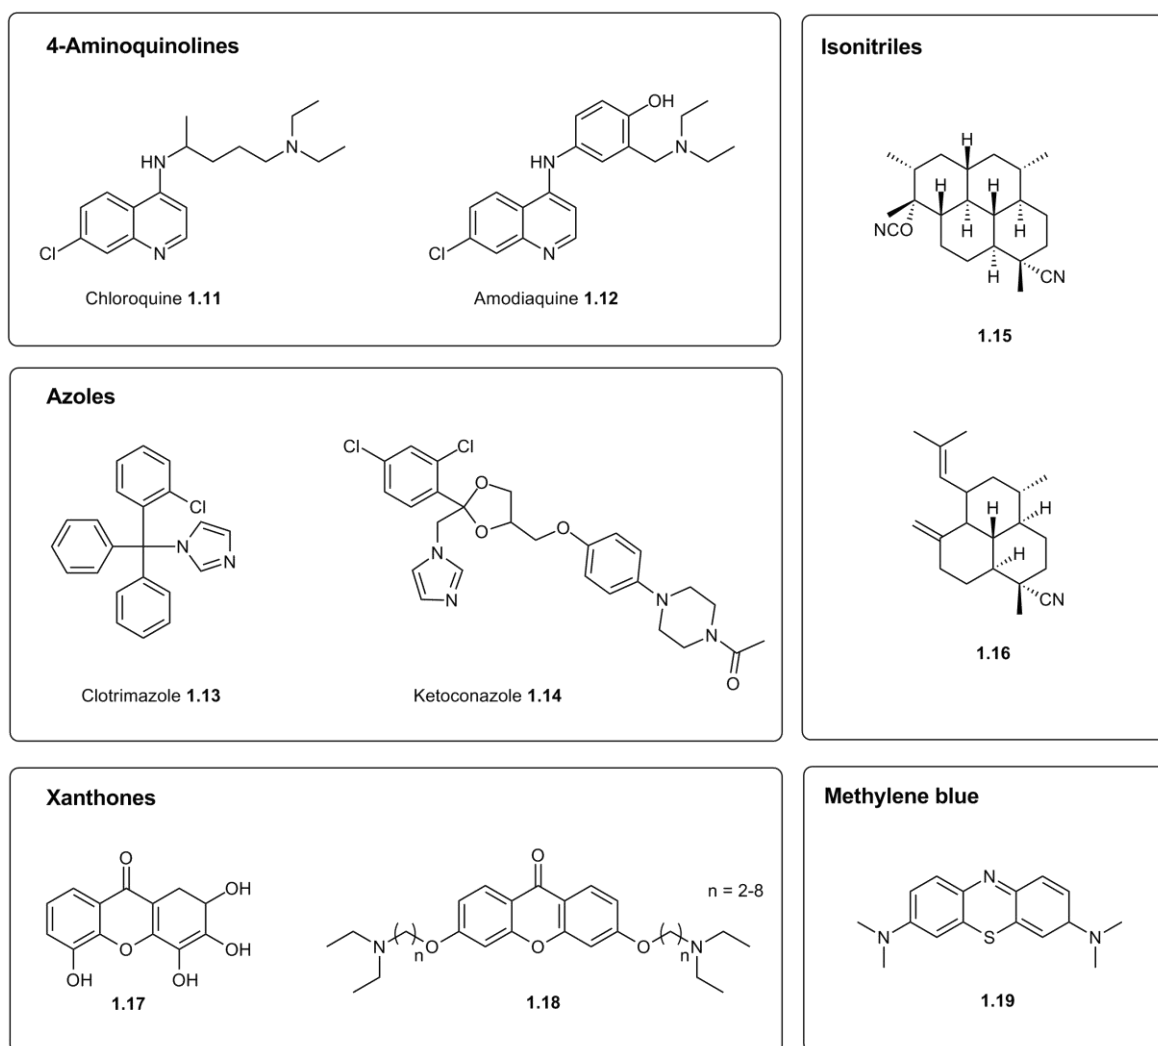 4-Aminoquinolines
OH
HN
N
HN
N
Cl
N
Cl
N
Chloroquine 1.11
Amodiaquine 1.12
Isonitriles
H
H
H
NCO
H
H
H
CN
1.15
H
H
H
CN
1.16
Azoles
Cl
Cl
Cl
O
O
O
N
N
N
N
N
N
O
Clotrimazole 1.13
Ketoconazole 1.14
Xanthones
O
OH
O
OH
OH
OH
1.17
O
n = 2-8
N
( )
n
O
O
O
( )
n
N
1.18
Methylene blue
N
N
S
N
1.19